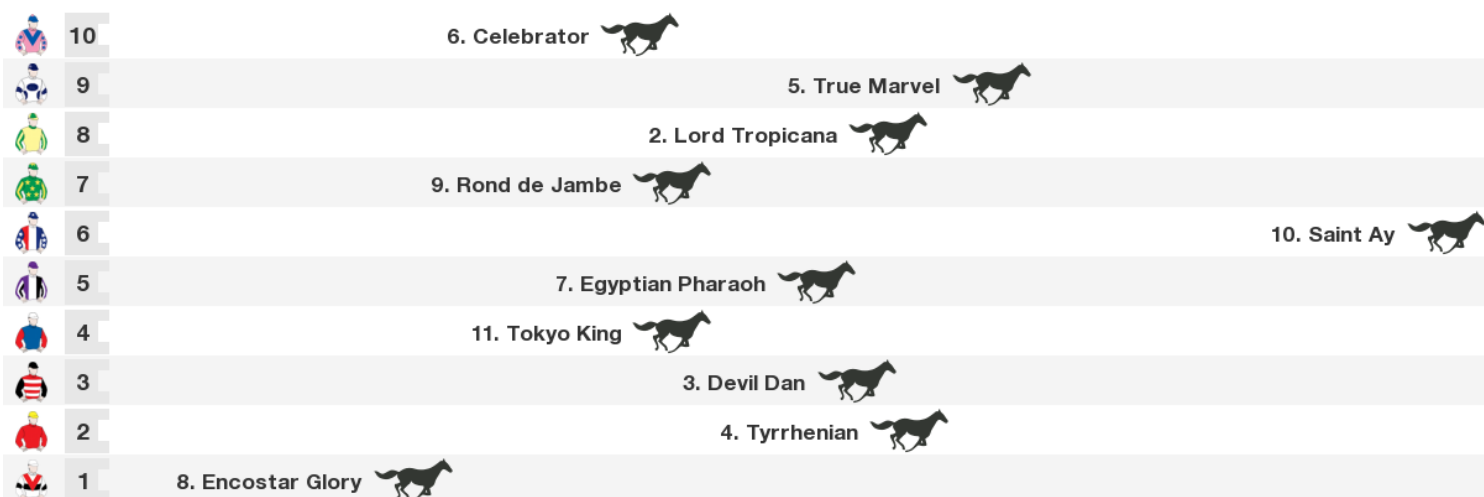 10 6. Celebrator
9 5. True Marvel
8 2. Lord Tropicana
7 9. Rond de Jambe
6 10. Saint Ay
5 7. Egyptian Pharaoh
4 11. Tokyo King
3 3. Devil Dan
2 4. Tyrrhenian
1 8. Encostar Glory